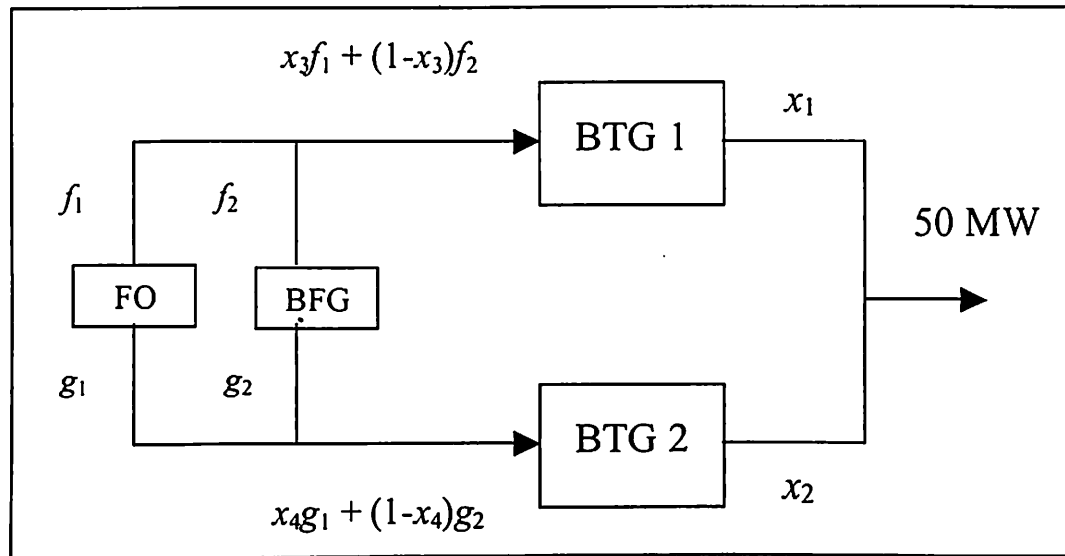 x₃f₁ + (1-x₃)f₂
BTG 1
x₁
f₁
f₂
50 MW
FO
BFG
g₁
g₂
BTG 2
x₂
x₄g₁ + (1-x₄)g₂